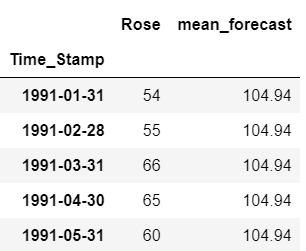 Rose mean_forecast
Time_Stamp
1991-01-31 54 104.94
1991-02-28 55 104.94
1991-03-31 66 104.94
1991-04-30 65 104.94
1991-05-31 60 104.94